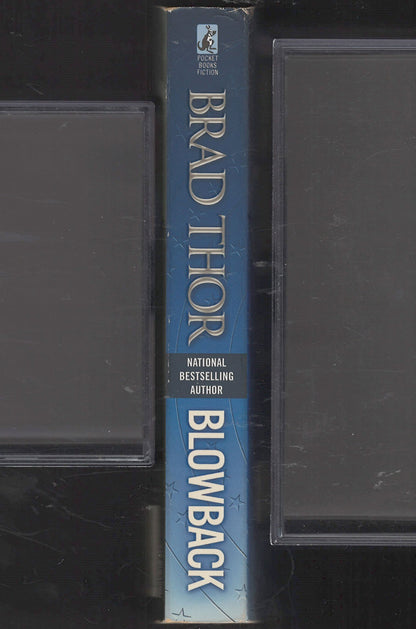 POCKET
BOOKS
FICTION
BRAD THOR
NATIONAL
BESTSELLING
AUTHOR
BLOWBACK